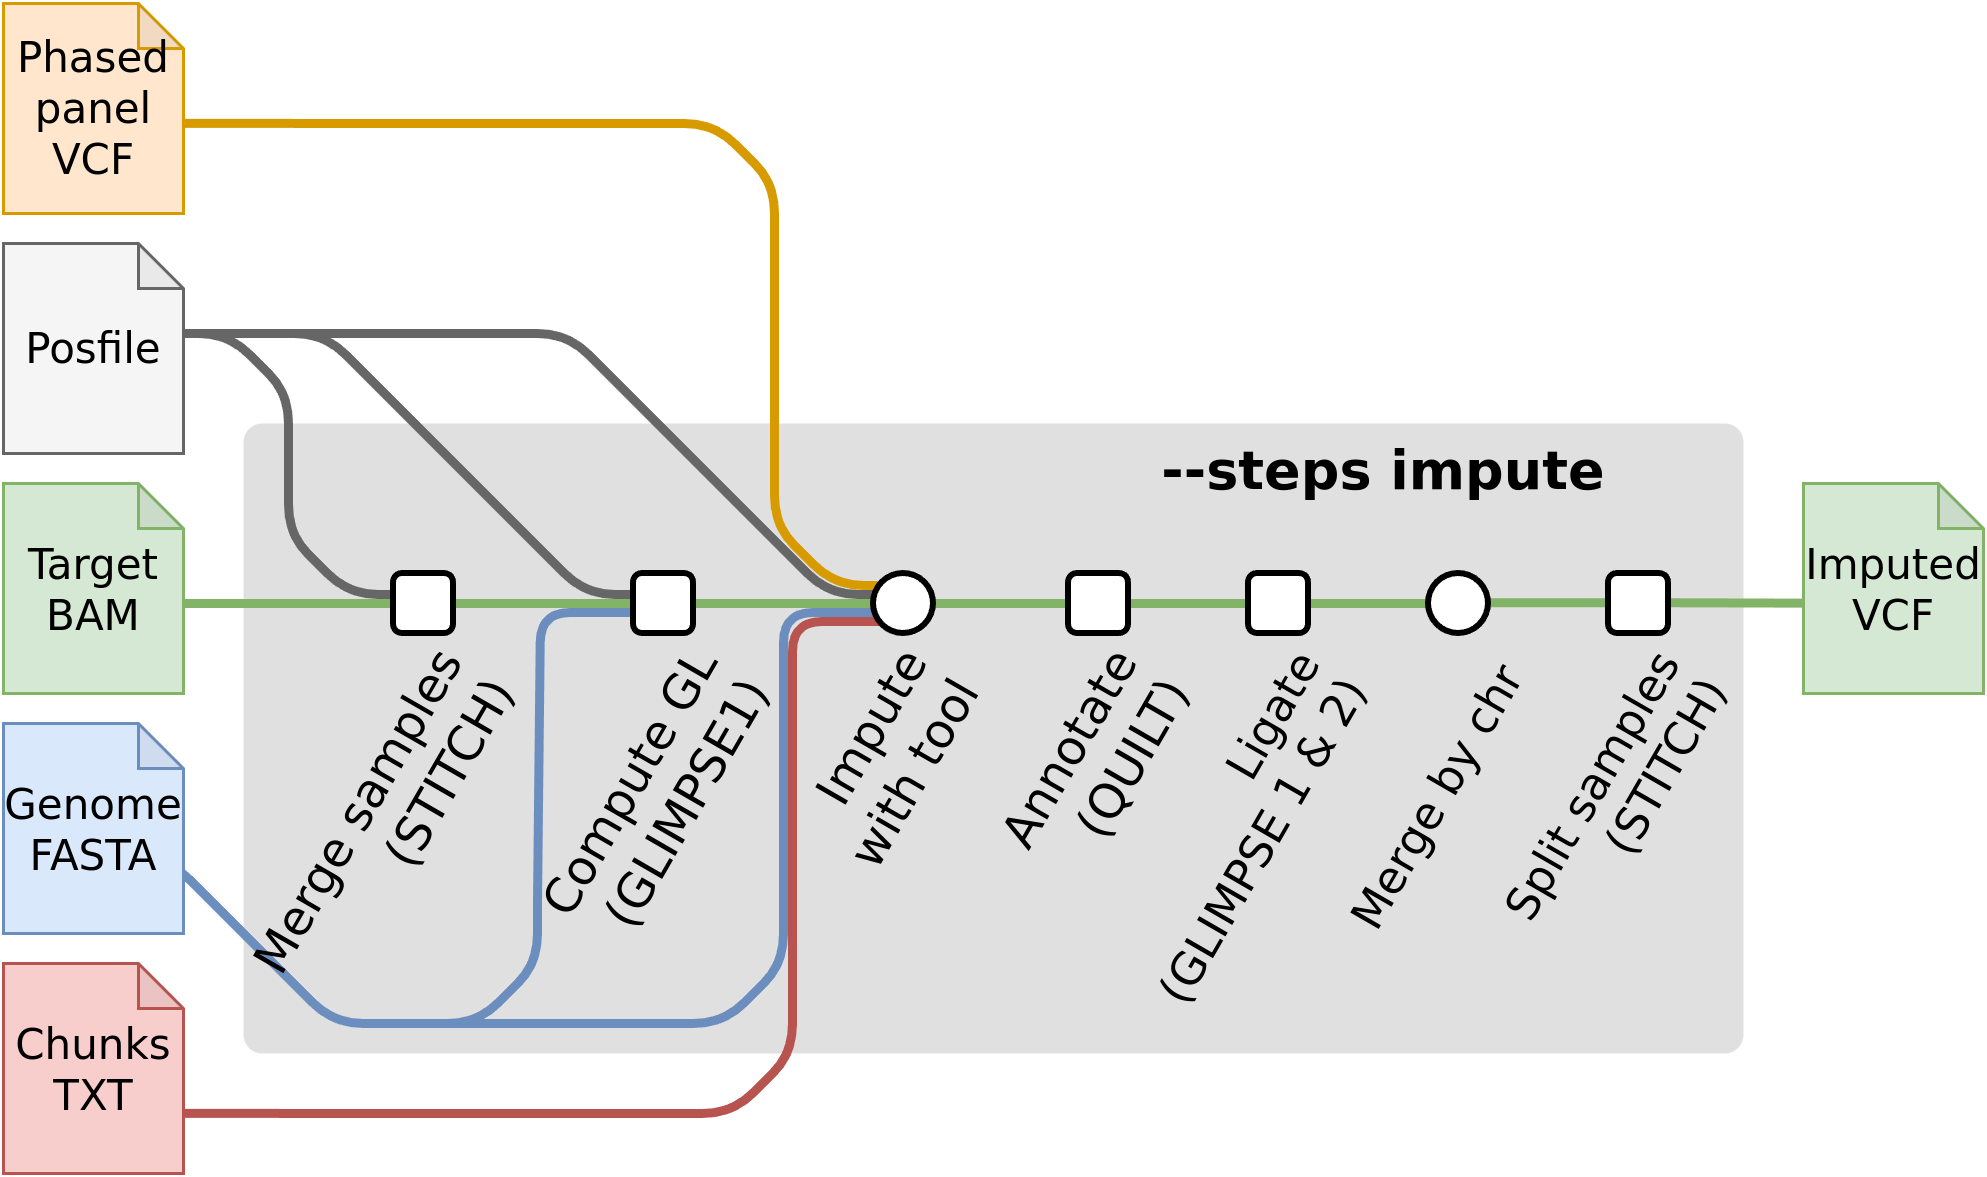 Phased
panel
VCF
Posfile
Target
BAM
Genome
FASTA
Chunks
TXT
--steps impute
Merge samples
(STITCH)
Compute GL
(GLIMPSE1)
Impute
with tool
Annotate
(QUILT)
Ligate
(GLIMPSE 1 & 2)
Merge by chr
Split samples
(STITCH)
Imputed
VCF